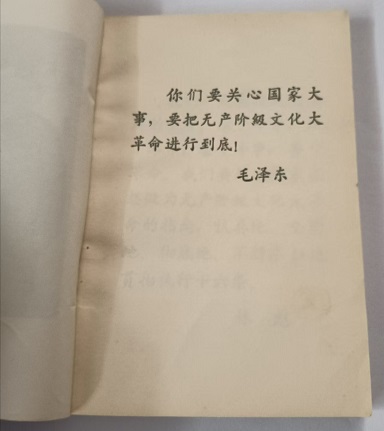 你们要关心国家大
事，要把无产阶级文化大
革命进行到底！
毛泽东